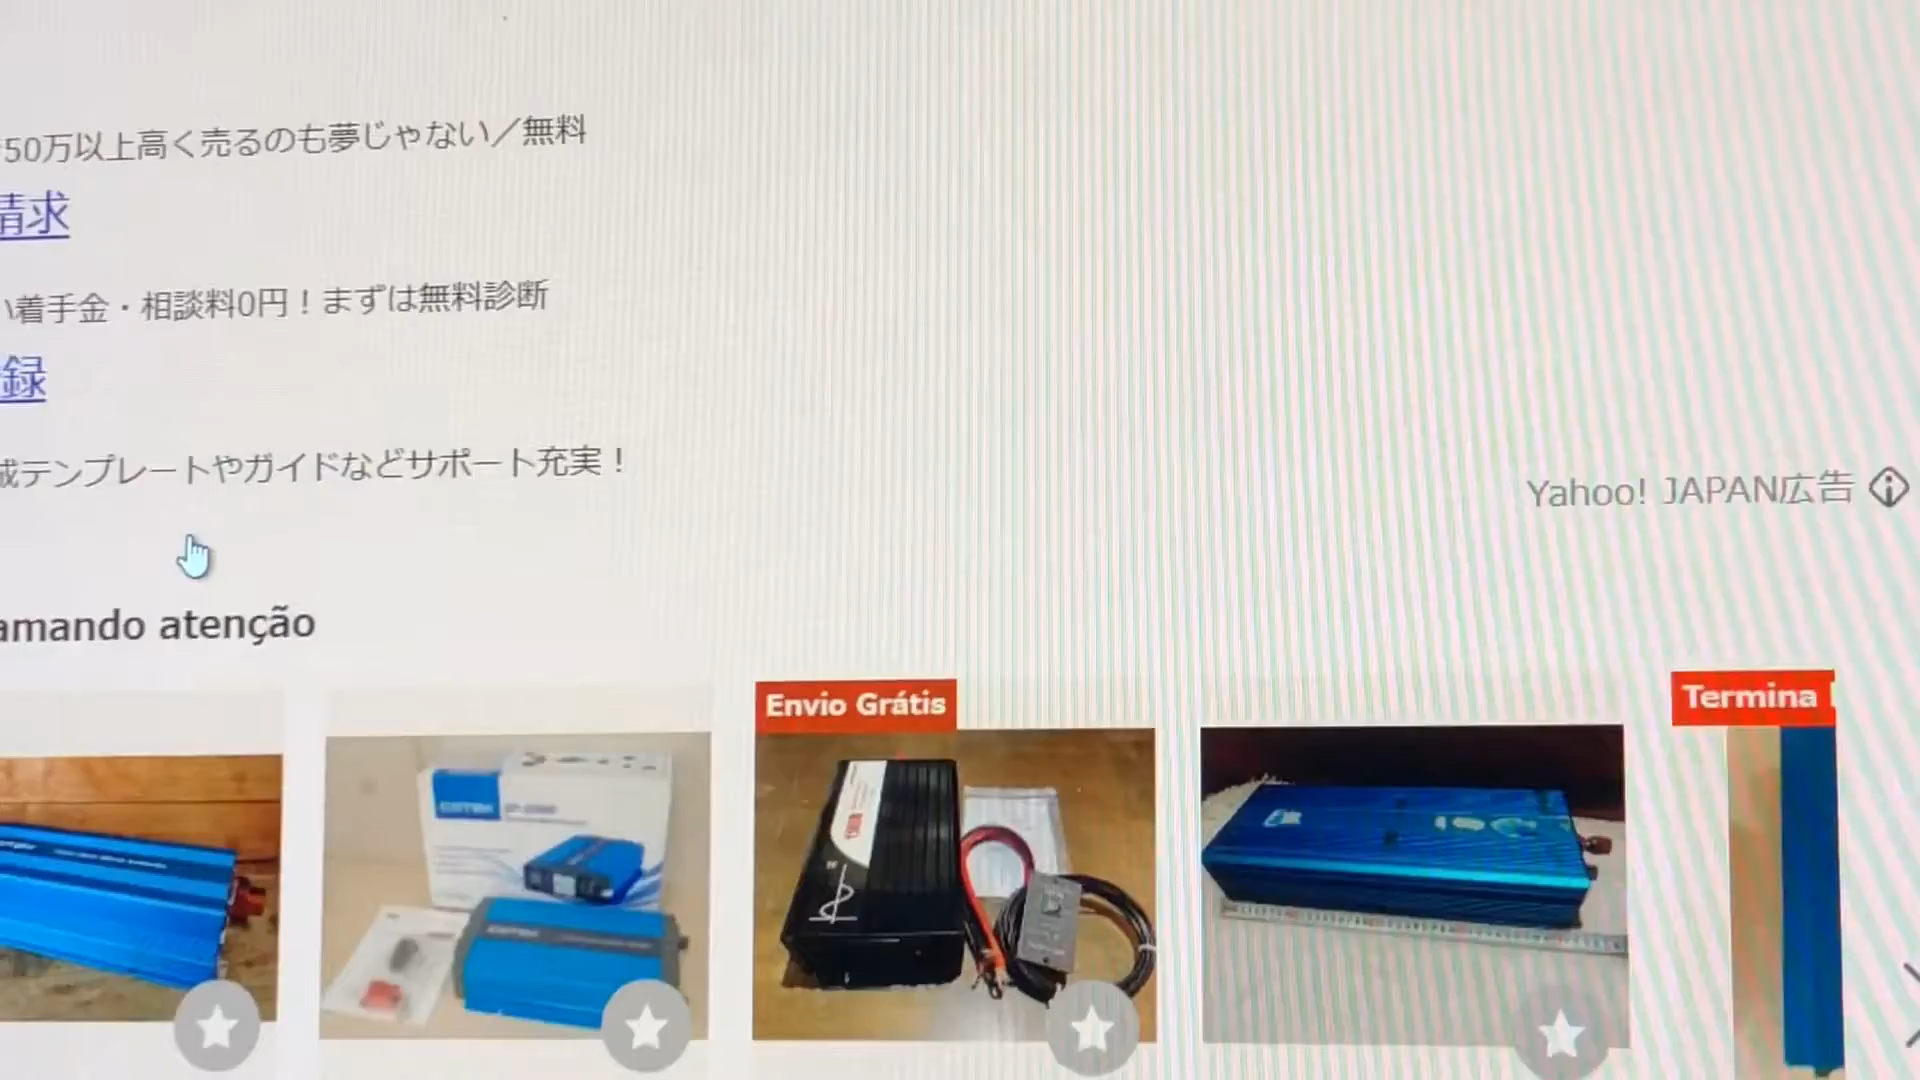 50万以上高く売るのも夢じゃない／無料
請求
い着手金・相談料0円！まずは無料診断
録
成テンプレートやガイドなどサポート充実！
Yahoo! JAPAN広告
amando atenção
Envio Grátis
Termina